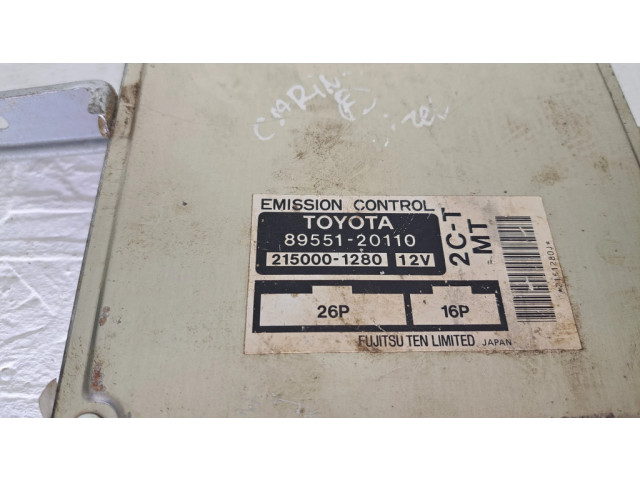 EMISSION CONTROL
TOYOTA
89551-20110
215000-1280 12V
2C-T
MT
26P 16P
FUJITSU TEN LIMITED JAPAN